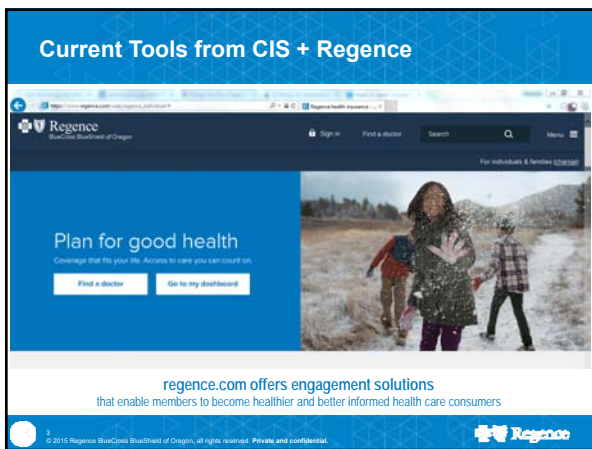 Current Tools from CIS + Regence
Regence health insurance
Regence
BlueCross BlueShield of Oregon
Sign in
Find a doctor
Search
Menu
For individuals & families (change)
Plan for good health
Coverage that fits your life. Access to care you can count on.
Find a doctor
Go to my dashboard
regence.com offers engagement solutions
that enable members to become healthier and better informed health care consumers
3
© 2015 Regence BlueCross BlueShield of Oregon, all rights reserved. Private and confidential.
Regence